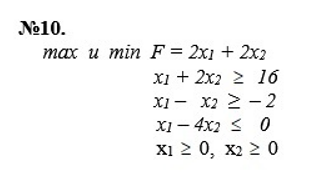 №10.
max и min F = 2x1 + 2x2
x1 + 2x2 ≥ 16
x1 – x2 ≥ – 2
x1 – 4x2 ≤ 0
x1 ≥ 0, x2 ≥ 0